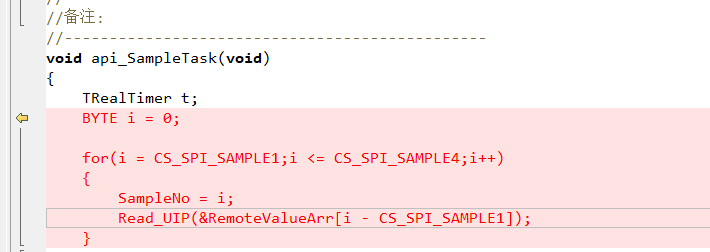 //
//备注:
//-----------------------------------------------
void api_SampleTask(void)
{
    TRealTimer t;
    BYTE i = 0;

    for(i = CS_SPI_SAMPLE1;i <= CS_SPI_SAMPLE4;i++)
    {
        SampleNo = i;
        Read_UIP(&RemoteValueArr[i - CS_SPI_SAMPLE1]);
    }